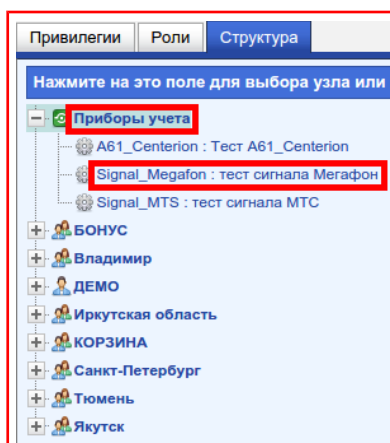 Привилегии Роли Структура
Нажмите на это поле для выбора узла или
Приборы учета
A61_Centerion : Тест A61_Centerion
Signal_Megafon : тест сигнала Мегафон
Signal_MTS : тест сигнала МТС
БОНУС
Владимир
ДЕМО
Иркутская область
КОРЗИНА
Санкт-Петербург
Тюмень
Якутск